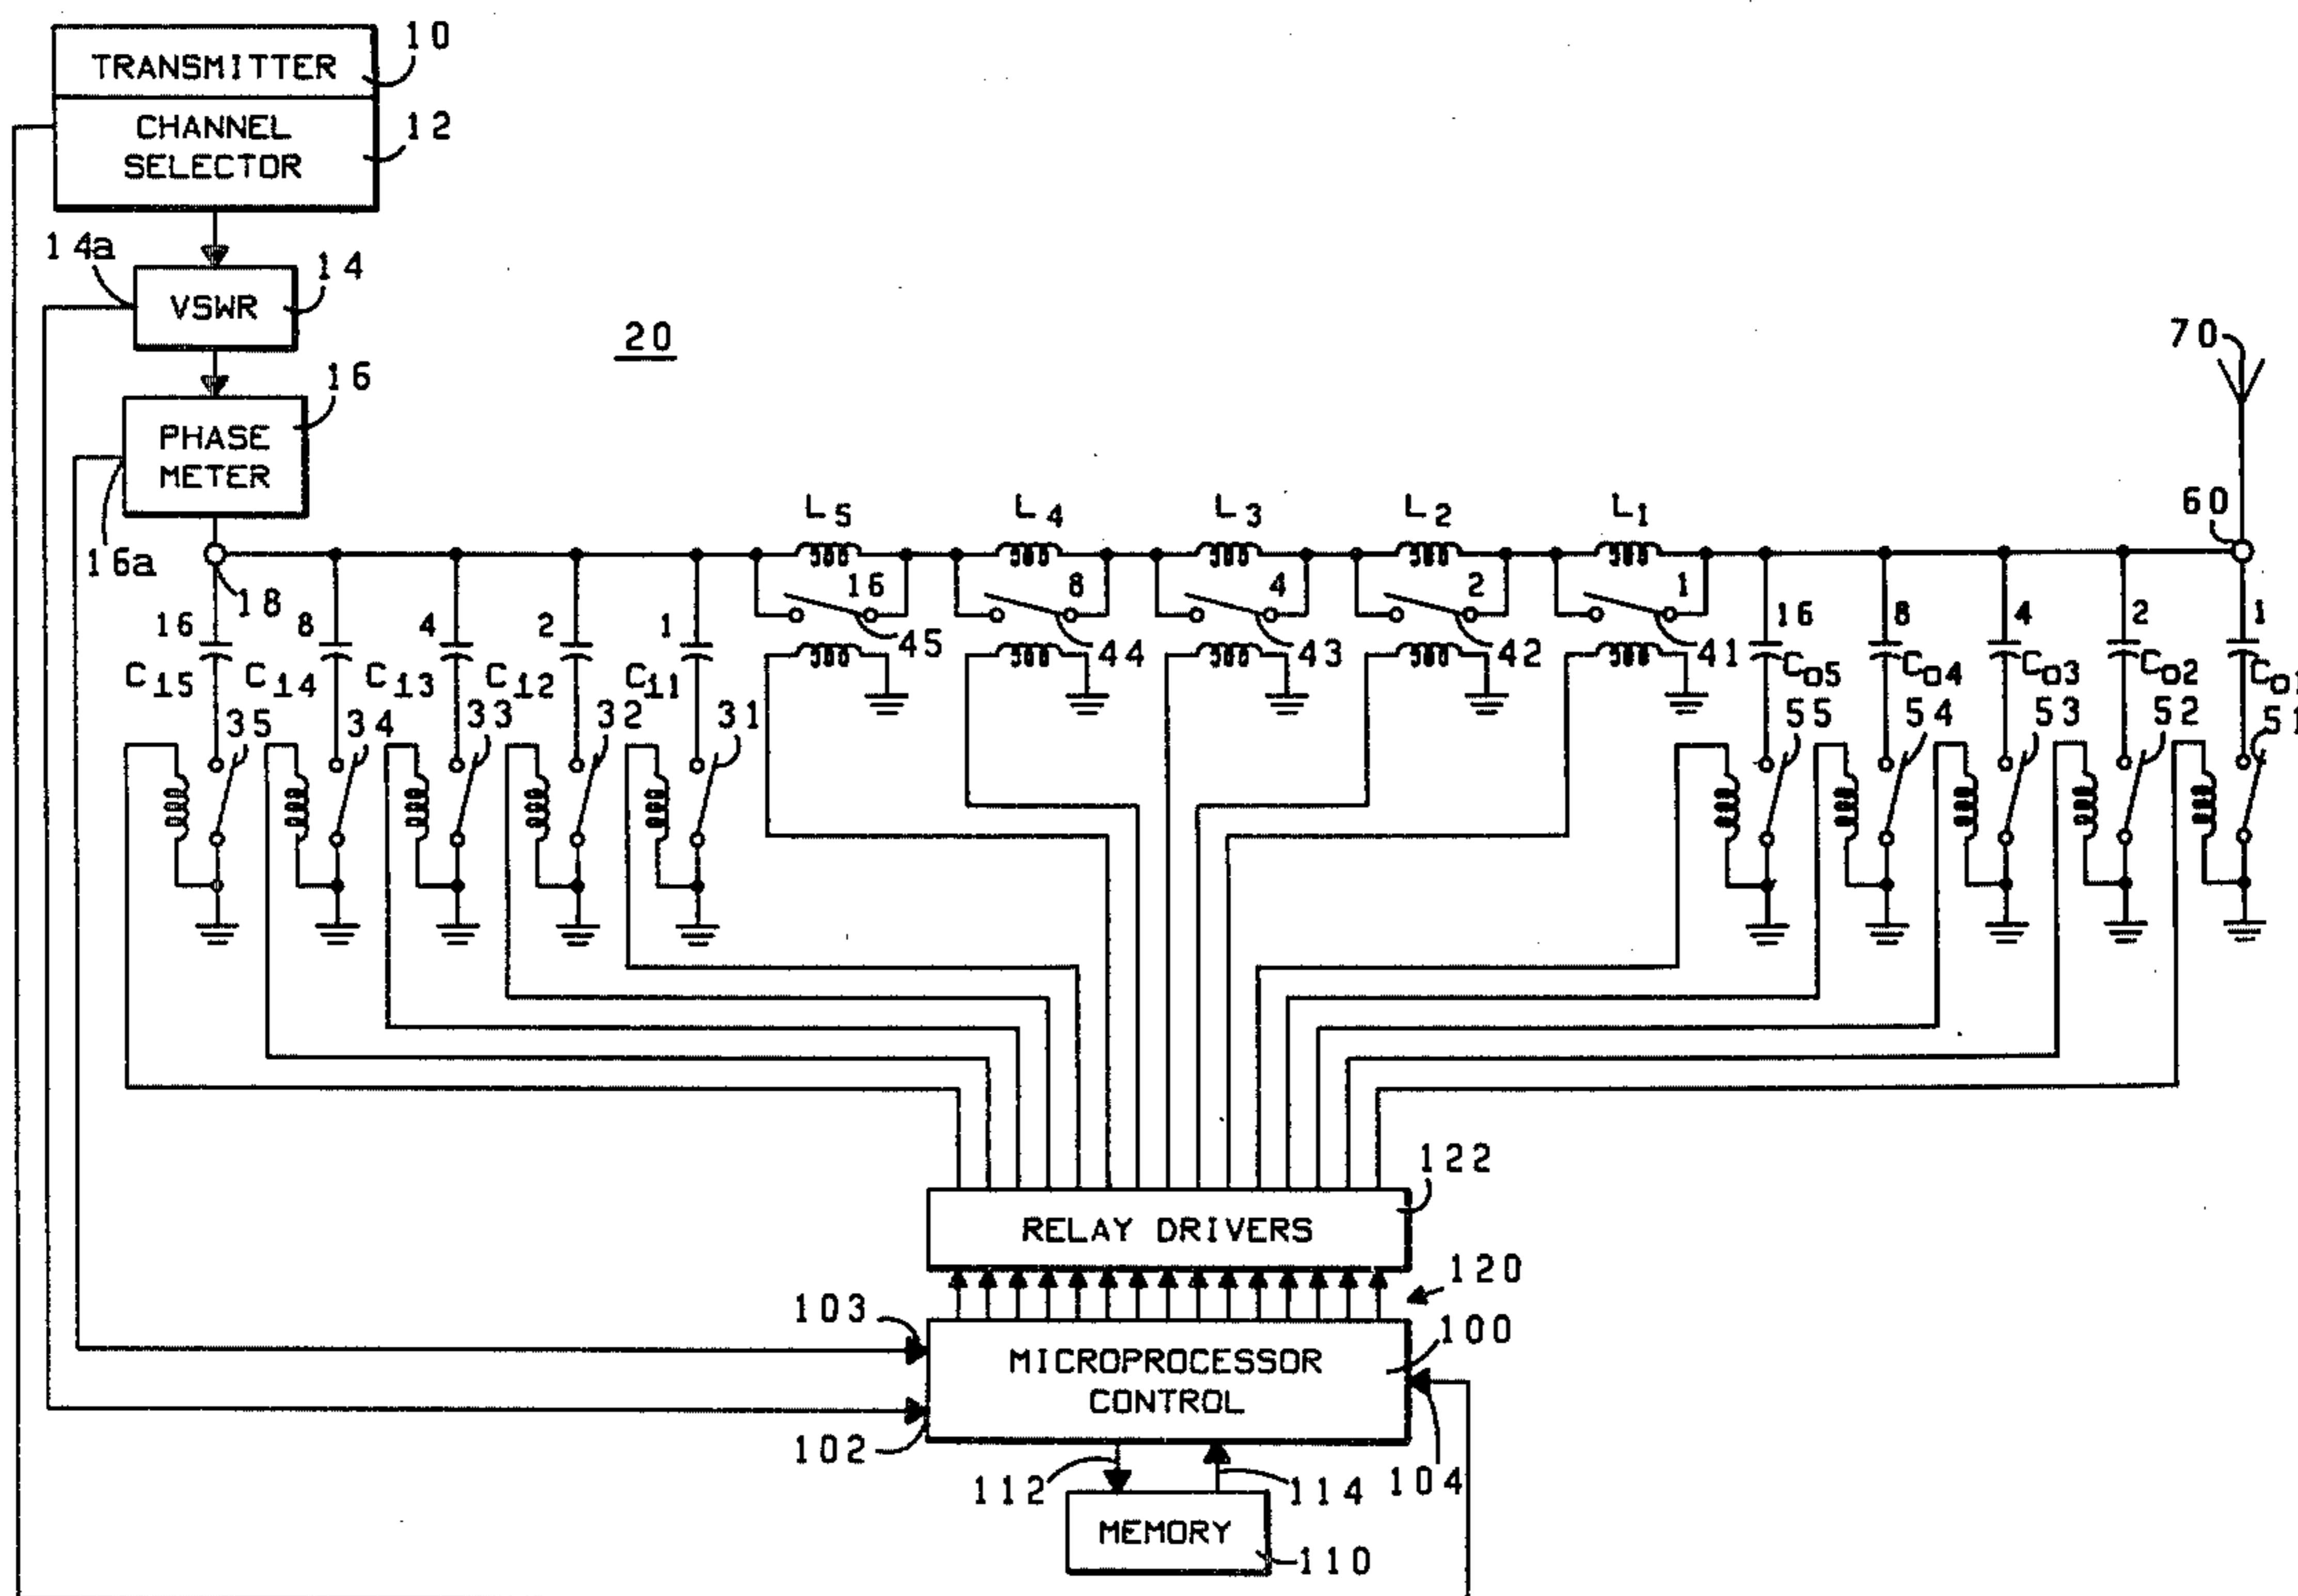 TRANSMITTER
10
CHANNEL
SELECTOR
12
14a
VSWR
14
20
70
PHASE
METER
16
16a
18
60
L5
L4
L3
L2
L1
16
8
4
2
1
45
44
43
42
41
16
8
4
2
1
C15
C14
C13
C12
C11
35
34
33
32
31
16
8
4
2
1
Co5
Co4
Co3
Co2
Co1
55
54
53
52
51
122
RELAY DRIVERS
120
103
100
MICROPROCESSOR
CONTROL
102
104
112
114
MEMORY
110